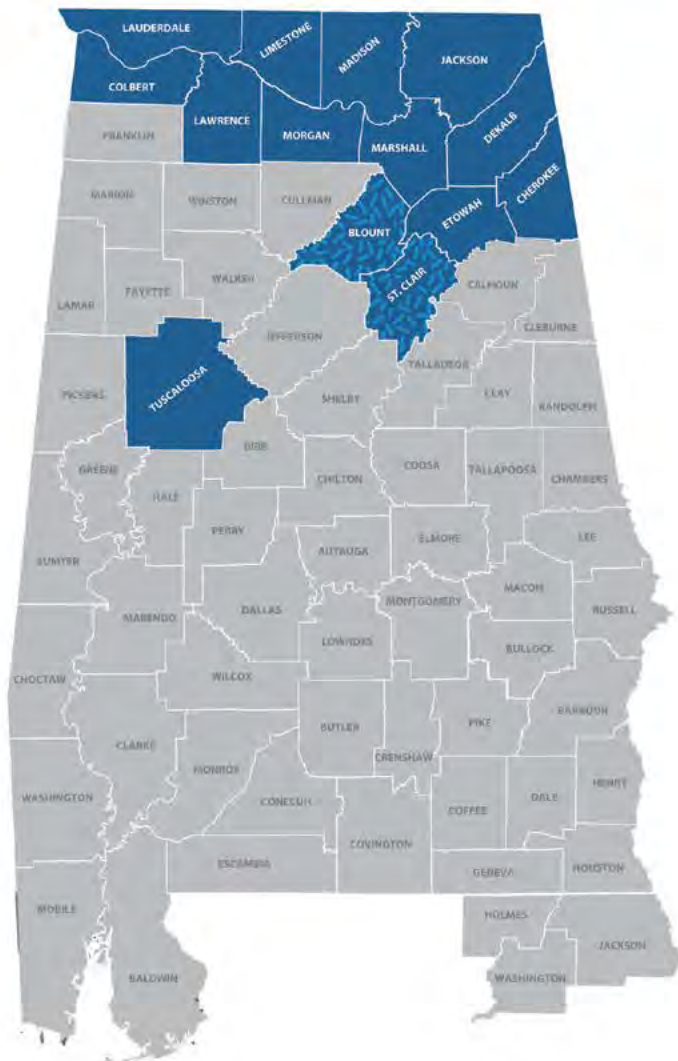 LAUDERDALE
LIMESTONE
MADISON
JACKSON
COLBERT
LAWRENCE
MORGAN
MARSHALL
DEKALB
CHEROKEE
FRANKLIN
MARION
WINSTON
CULLMAN
BLOUNT
ETOWAH
ST. CLAIR
CALHOUN
CLEBURNE
LAMAR
FAYETTE
WALKER
JEFFERSON
TALLADEGA
PICKENS
TUSCALOOSA
SHELBY
CLAY
RANDOLPH
GREENE
HALE
BIBB
CHILTON
COOSA
TALLAPOOSA
CHAMBERS
SUMTER
PERRY
AUTAUGA
ELMORE
LEE
MARENGO
DALLAS
LOWNDES
MONTGOMERY
MACON
RUSSELL
BULLOCK
CHOCTAW
WILCOX
CLARKE
MONROE
BUTLER
CRENSHAW
PIKE
BARBOUR
WASHINGTON
CONECUH
COVINGTON
COFFEE
DALE
HENRY
ESCAMBIA
GENEVA
HOUSTON
MOBILE
BALDWIN
HOLMES
JACKSON
WASHINGTON